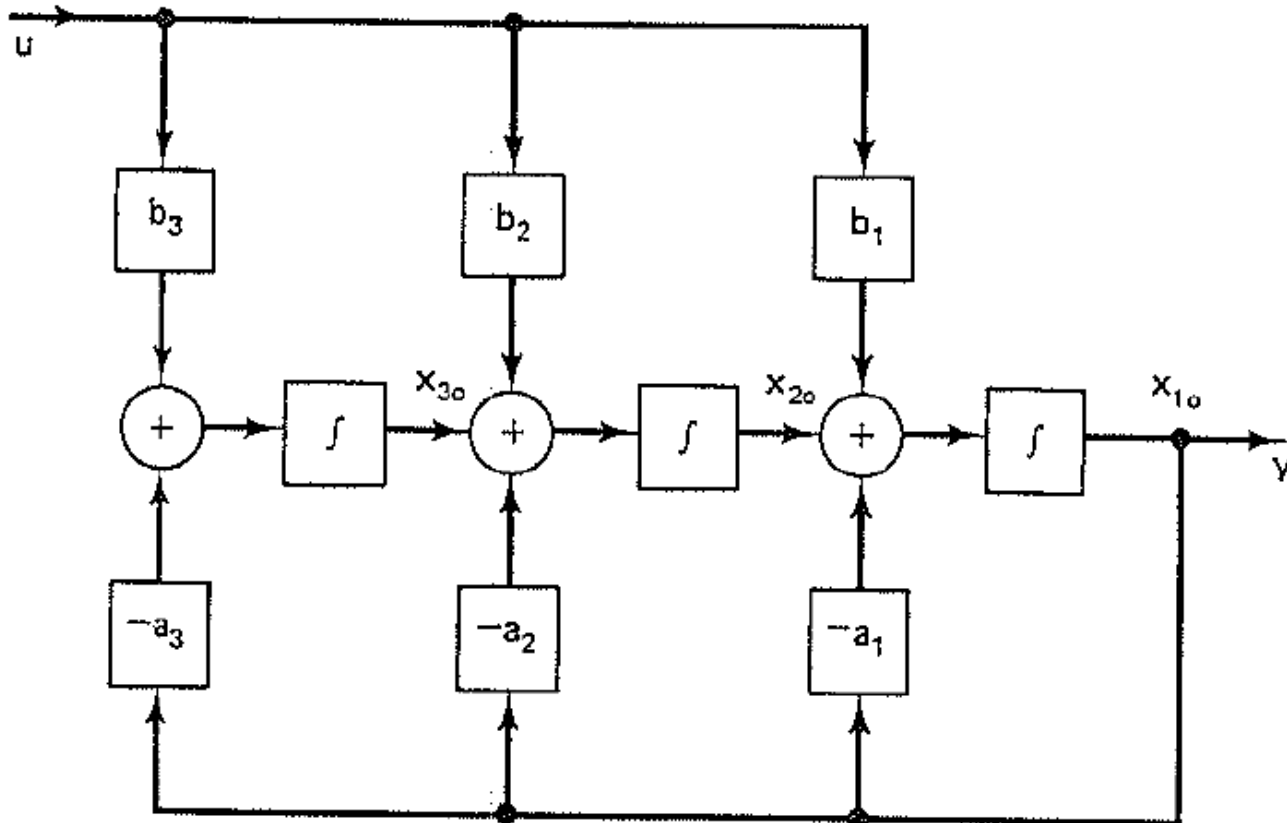 u
b₃
b₂
b₁
x₃ₒ
x₂ₒ
x₁ₒ
+
∫
+
∫
+
∫
y
−a₃
−a₂
−a₁